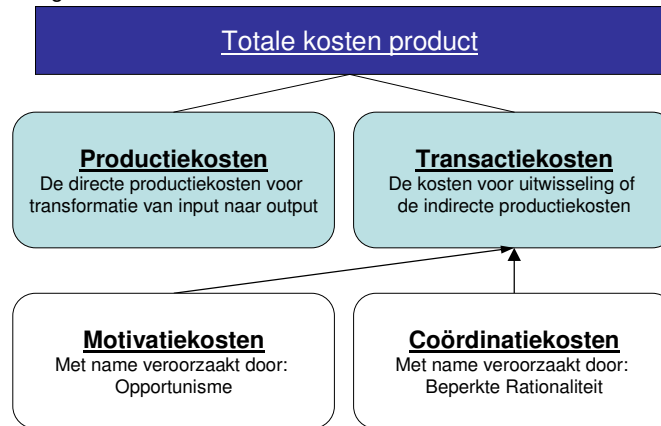 Totale kosten product
Productiekosten
De directe productiekosten voor
transformatie van input naar output
Transactiekosten
De kosten voor uitwisseling of
de indirecte productiekosten
Motivatiekosten
Met name veroorzaakt door:
Opportunisme
Coördinatiekosten
Met name veroorzaakt door:
Beperkte Rationaliteit